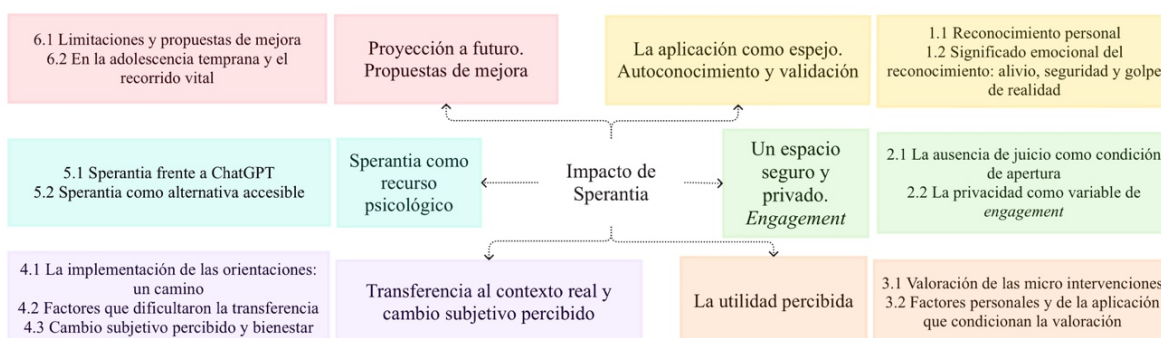 6.1 Limitaciones y propuestas de mejora
6.2 En la adolescencia temprana y el
recorrido vital
Proyección a futuro.
Propuestas de mejora
La aplicación como espejo.
Autoconocimiento y validación
1.1 Reconocimiento personal
1.2 Significado emocional del
reconocimiento: alivio, seguridad y golpe
de realidad
5.1 Sperantia frente a ChatGPT
5.2 Sperantia como alternativa accesible
Sperantia como
recurso
psicológico
Impacto de
Sperantia
Un espacio
seguro y
privado.
Engagement
2.1 La ausencia de juicio como condición
de apertura
2.2 La privacidad como variable de
engagement
4.1 La implementación de las orientaciones:
un camino
4.2 Factores que dificultaron la transferencia
4.3 Cambio subjetivo percibido y bienestar
Transferencia al contexto real y
cambio subjetivo percibido
La utilidad percibida
3.1 Valoración de las micro intervenciones
3.2 Factores personales y de la aplicación
que condicionan la valoración